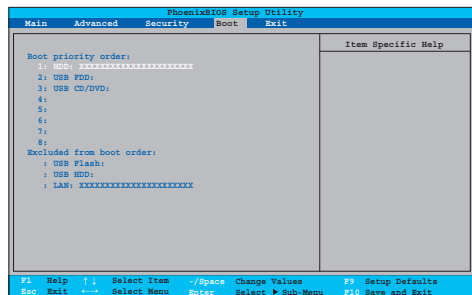 PhoenixBIOS Setup Utility
Main Advanced Security Boot Exit
Item Specific Help
Boot priority order:
1: HDD: XXXXXXXXXXXXXXXXXXXXXX
2: USB FDD:
3: USB CD/DVD:
4:
5:
6:
7:
8:
Excluded from boot order:
: USB Flash:
: USB HDD:
: LAN: XXXXXXXXXXXXXXXXXXXXXX
F1 Help ↑↓ Select Item -/Space Change Values F9 Setup Defaults
Esc Exit ←→ Select Menu Enter Select ▶ Sub-Menu F10 Save and Exit